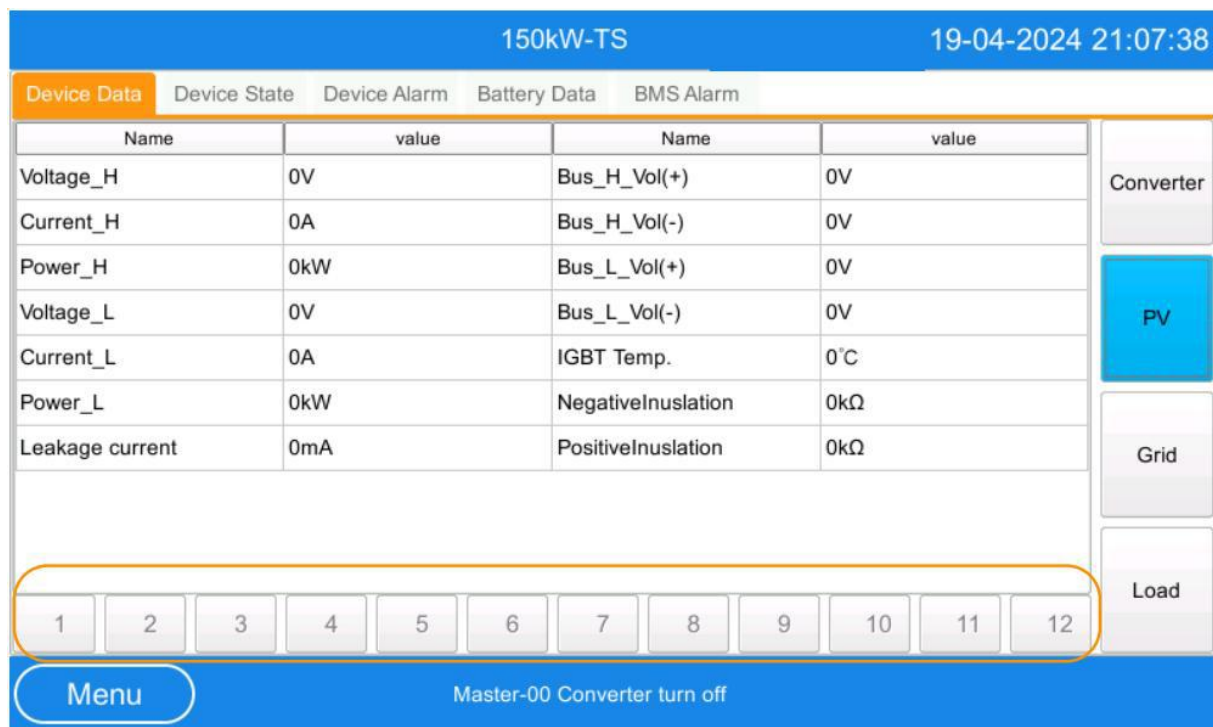 150kW-TS 19-04-2024 21:07:38
Device Data Device State Device Alarm Battery Data BMS Alarm
Name value Name value
Voltage_H 0V Bus_H_Vol(+) 0V
Converter
Current_H 0A Bus_H_Vol(-) 0V
Power_H 0kW Bus_L_Vol(+) 0V
Voltage_L 0V Bus_L_Vol(-) 0V
PV
Current_L 0A IGBT Temp. 0°C
Power_L 0kW NegativeInuslation 0kΩ
Leakage current 0mA PositiveInuslation 0kΩ
Grid
Load
1 2 3 4 5 6 7 8 9 10 11 12
Menu Master-00 Converter turn off